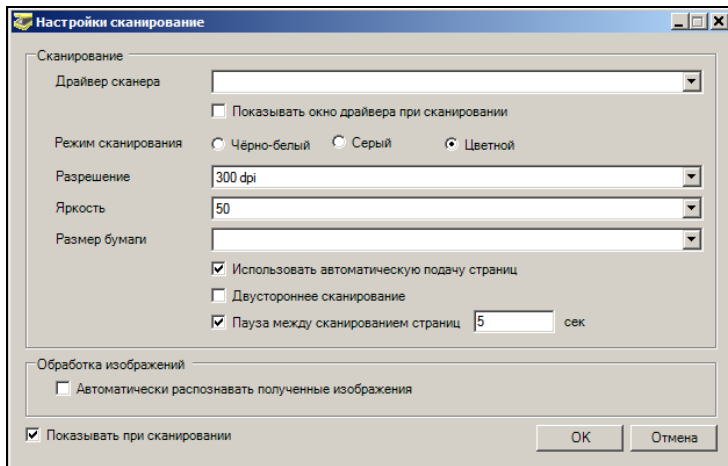 Настройки сканирование
Сканирование
Драйвер сканера
Показывать окно драйвера при сканировании
Режим сканирования Чёрно-белый Серый Цветной
Разрешение 300 dpi
Яркость 50
Размер бумаги
Использовать автоматическую подачу страниц
Двустороннее сканирование
Пауза между сканированием страниц 5 сек
Обработка изображений
Автоматически распознавать полученные изображения
Показывать при сканировании OK Отмена